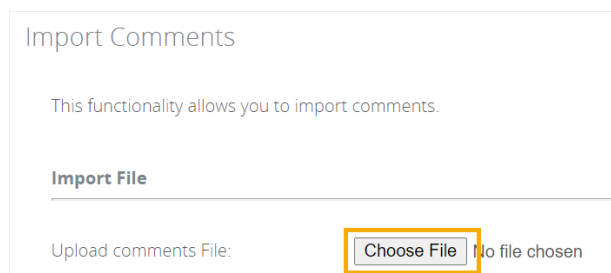 Import Comments
This functionality allows you to import comments.
Import File
Upload comments File: Choose File No file chosen